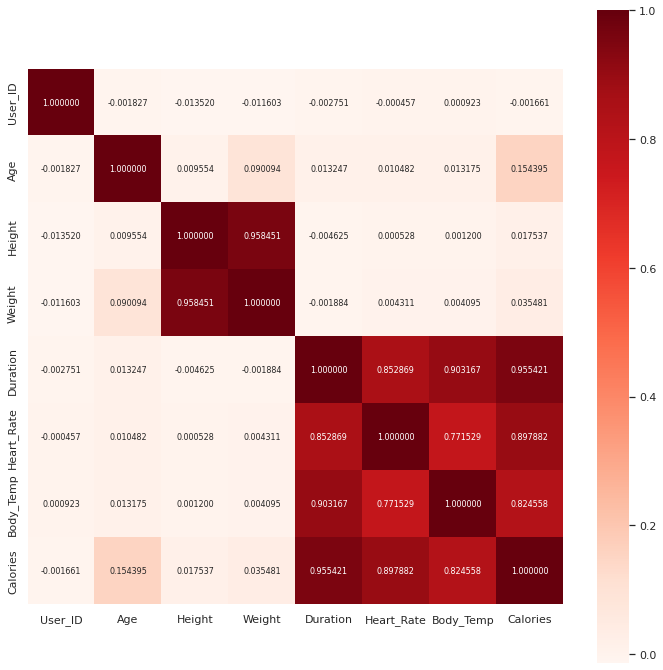 1.0
User_ID 1.000000 -0.001827 -0.013520 -0.011603 -0.002751 -0.000457 0.000923 -0.001661
0.8
Age -0.001827 1.000000 0.009554 0.090094 0.013247 0.010482 0.013175 0.154395
Height -0.013520 0.009554 1.000000 0.958451 -0.004625 0.000528 0.001200 0.017537
0.6
Weight -0.011603 0.090094 0.958451 1.000000 -0.001884 0.004311 0.004095 0.035481
0.4
Duration -0.002751 0.013247 -0.004625 -0.001884 1.000000 0.852869 0.903167 0.955421
Heart_Rate -0.000457 0.010482 0.000528 0.004311 0.852869 1.000000 0.771529 0.897882
0.2
Body_Temp 0.000923 0.013175 0.001200 0.004095 0.903167 0.771529 1.000000 0.824558
Calories -0.001661 0.154395 0.017537 0.035481 0.955421 0.897882 0.824558 1.000000
User_ID Age Height Weight Duration Heart_Rate Body_Temp Calories
0.0